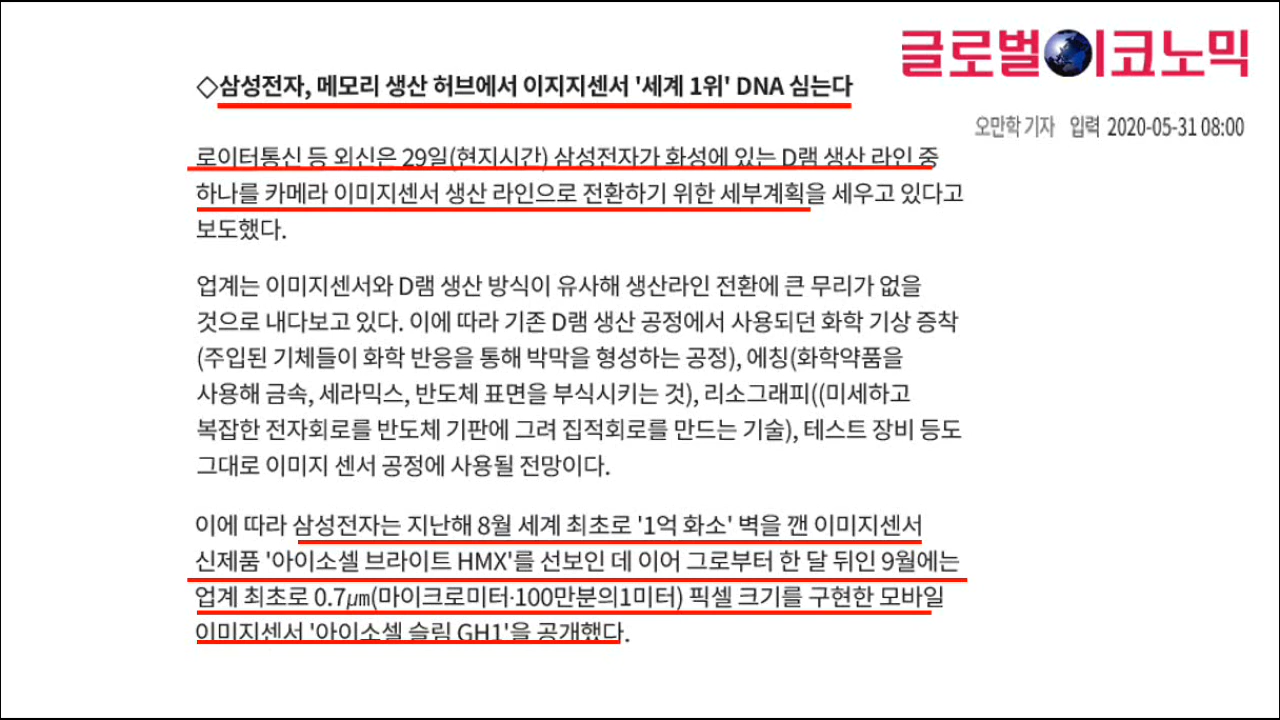 글로벌이코노믹
◇삼성전자, 메모리 생산 허브에서 이지지센서 '세계 1위' DNA 심는다
오만학 기자 입력 2020-05-31 08:00
로이터통신 등 외신은 29일(현지시간) 삼성전자가 화성에 있는 D램 생산 라인 중
하나를 카메라 이미지센서 생산 라인으로 전환하기 위한 세부계획을 세우고 있다고
보도했다.
업계는 이미지센서와 D램 생산 방식이 유사해 생산라인 전환에 큰 무리가 없을
것으로 내다보고 있다. 이에 따라 기존 D램 생산 공정에서 사용되던 화학 기상 증착
(주입된 기체들이 화학 반응을 통해 박막을 형성하는 공정), 에칭(화학약품을
사용해 금속, 세라믹스, 반도체 표면을 부식시키는 것), 리소그래피((미세하고
복잡한 전자회로를 반도체 기판에 그려 집적회로를 만드는 기술), 테스트 장비 등도
그대로 이미지 센서 공정에 사용될 전망이다.
이에 따라 삼성전자는 지난해 8월 세계 최초로 '1억 화소' 벽을 깬 이미지센서
신제품 '아이소셀 브라이트 HMX'를 선보인 데 이어 그로부터 한 달 뒤인 9월에는
업계 최초로 0.7㎛(마이크로미터·100만분의1미터) 픽셀 크기를 구현한 모바일
이미지센서 '아이소셀 슬림 GH1'을 공개했다.